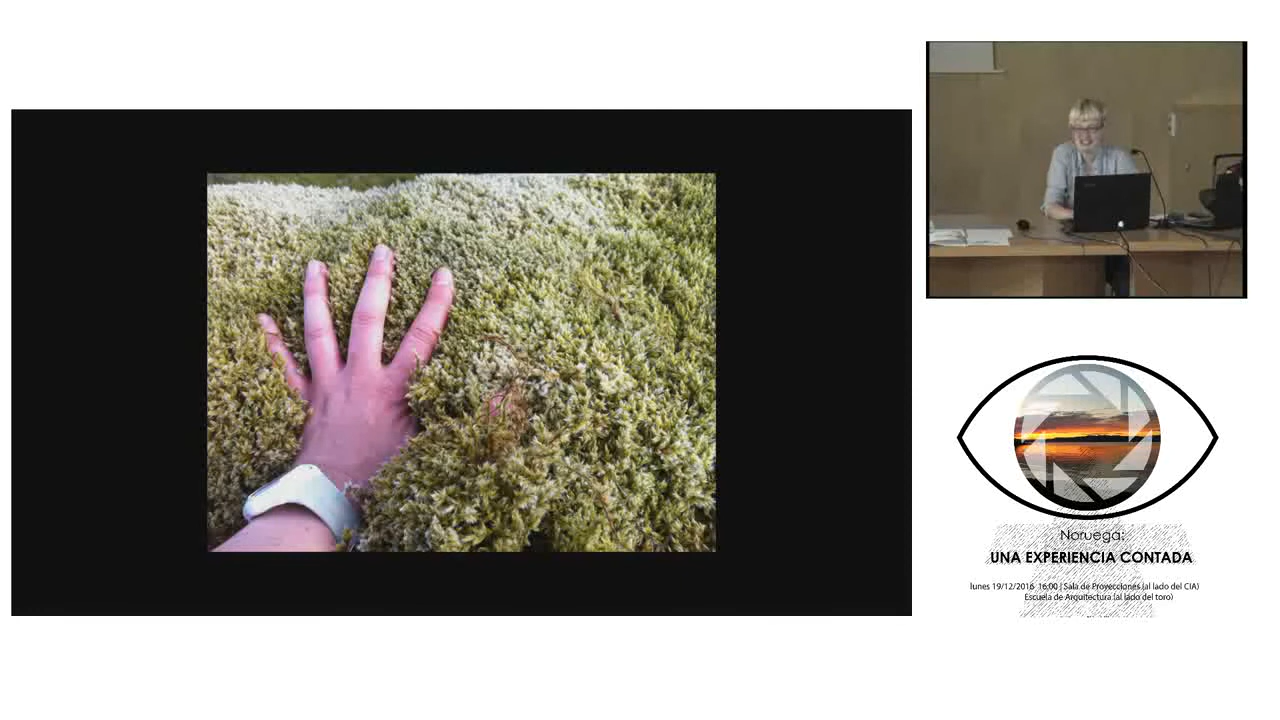 Noruega:
UNA EXPERIENCIA CONTADA
lunes 19/12/2016 16:00 | Sala de Proyecciones (al lado del CIA)
Escuela de Arquitectura (al lado del toro)